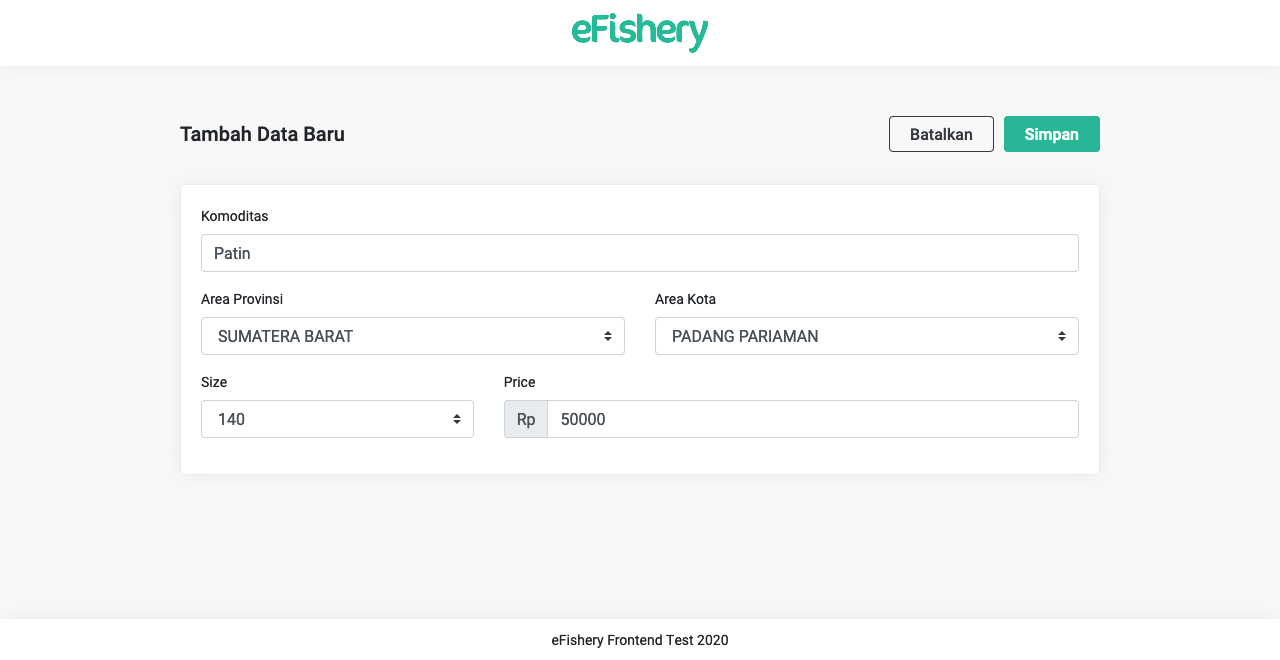 eFishery
Tambah Data Baru
Batalkan
Simpan
Komoditas
Patin
Area Provinsi
Area Kota
SUMATERA BARAT
PADANG PARIAMAN
Size
Price
140
Rp
50000
eFishery Frontend Test 2020